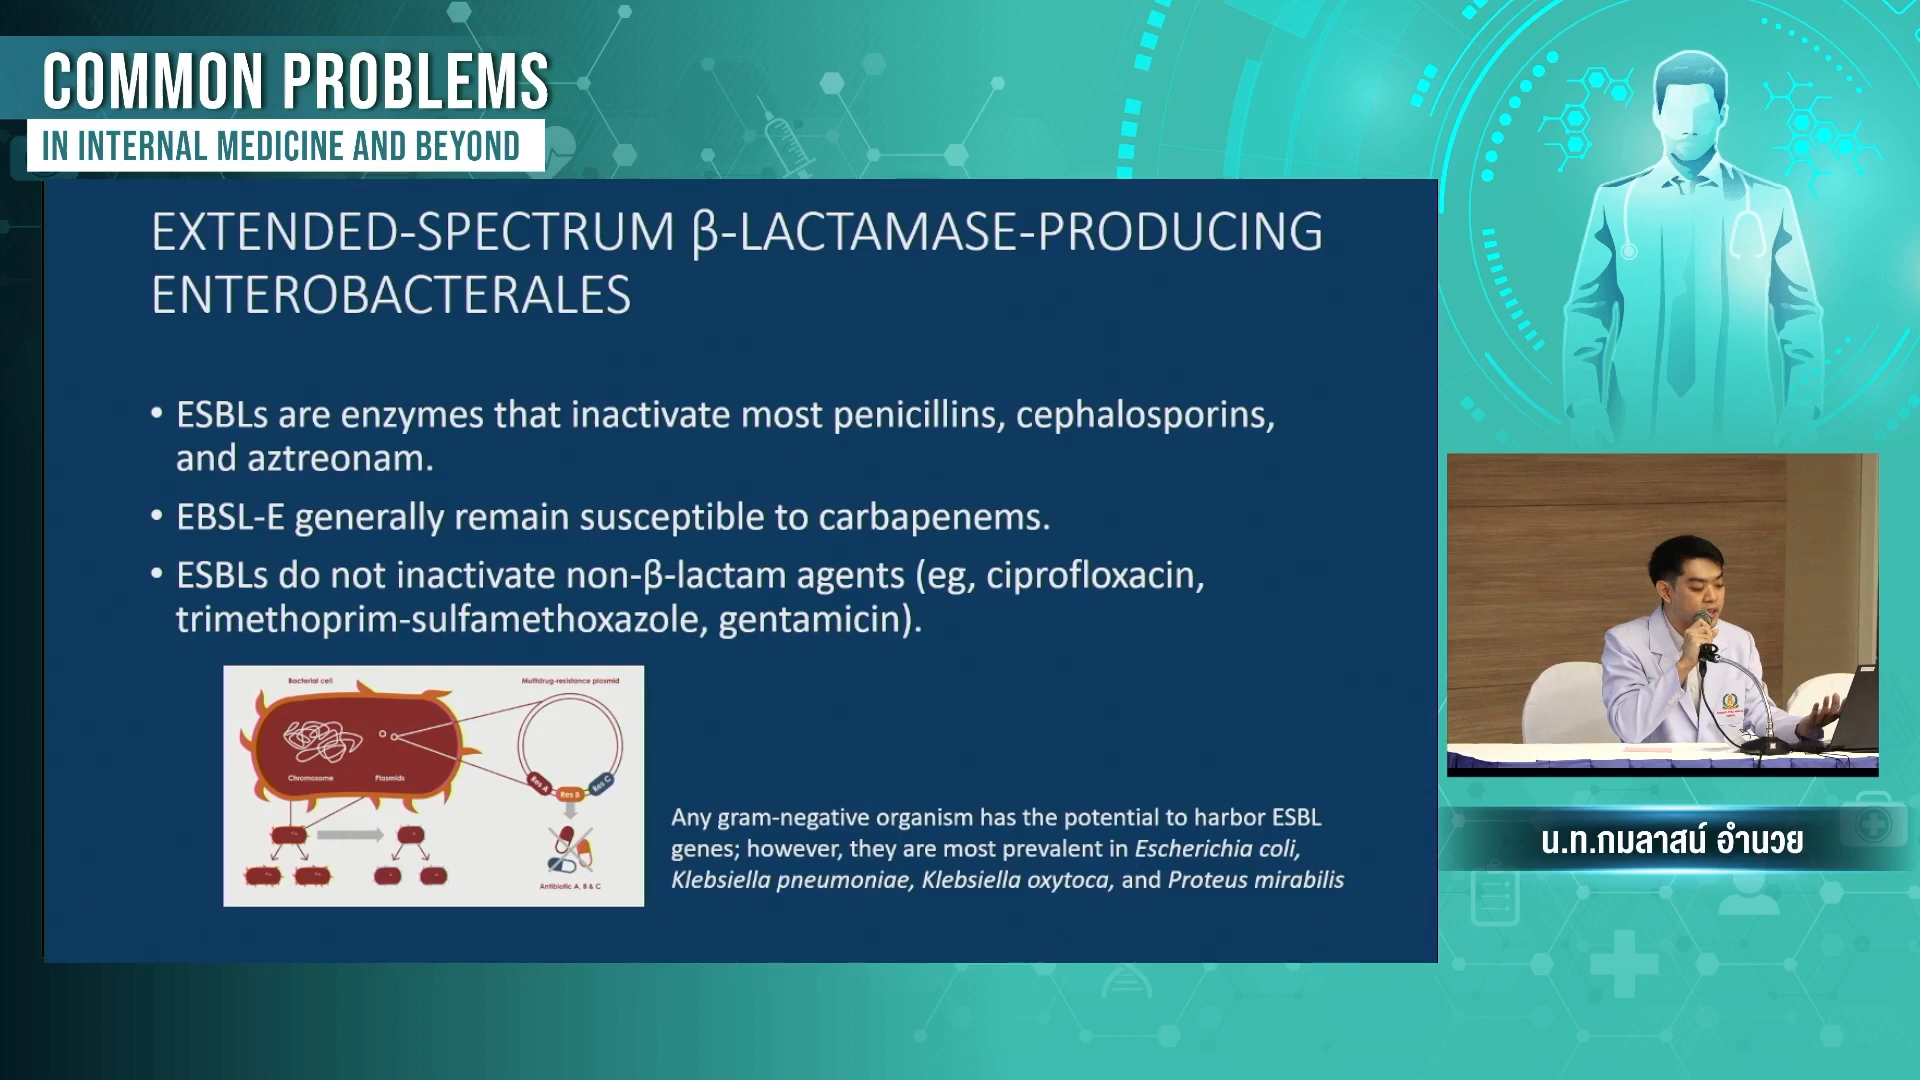 COMMON PROBLEMS
IN INTERNAL MEDICINE AND BEYOND
EXTENDED-SPECTRUM β-LACTAMASE-PRODUCING
ENTEROBACTERALES
• ESBLs are enzymes that inactivate most penicillins, cephalosporins,
and aztreonam.
• EBSL-E generally remain susceptible to carbapenems.
• ESBLs do not inactivate non-β-lactam agents (eg, ciprofloxacin,
trimethoprim-sulfamethoxazole, gentamicin).
Bacterial cell
Multidrug-resistance plasmid
Chromosome
Plasmids
Res A
Res B
Res C
Antibiotic A, B & C
Any gram-negative organism has the potential to harbor ESBL
genes; however, they are most prevalent in Escherichia coli,
Klebsiella pneumoniae, Klebsiella oxytoca, and Proteus mirabilis
น.ท.กมลาสน์ อำนวย